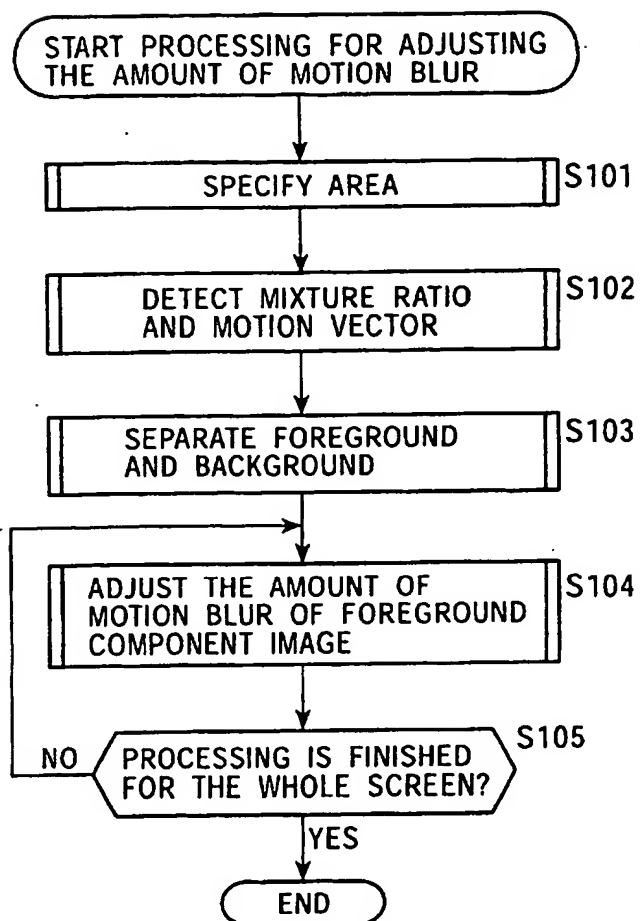 START PROCESSING FOR ADJUSTING
THE AMOUNT OF MOTION BLUR
SPECIFY AREA
S101
DETECT MIXTURE RATIO
AND MOTION VECTOR
S102
SEPARATE FOREGROUND
AND BACKGROUND
S103
ADJUST THE AMOUNT OF
MOTION BLUR OF FOREGROUND
COMPONENT IMAGE
S104
PROCESSING IS FINISHED
FOR THE WHOLE SCREEN?
S105
NO
YES
END